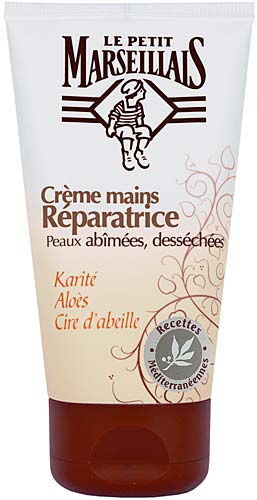 LE PETIT
MARSEILLAIS
Crème mains
Réparatrice
Peaux abîmées, desséchées
Karité
Aloès
Cire d'abeille
Recettes
Méditerranéennes